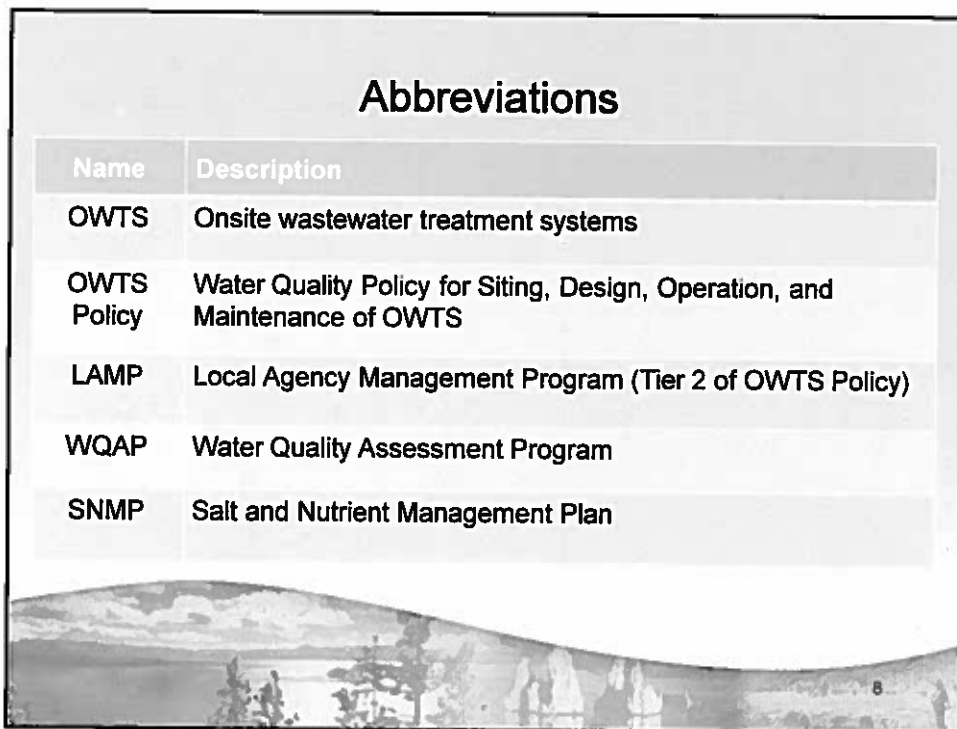 Abbreviations
Name Description
OWTS Onsite wastewater treatment systems
OWTS Water Quality Policy for Siting, Design, Operation, and
Policy Maintenance of OWTS
LAMP Local Agency Management Program (Tier 2 of OWTS Policy)
WQAP Water Quality Assessment Program
SNMP Salt and Nutrient Management Plan
8